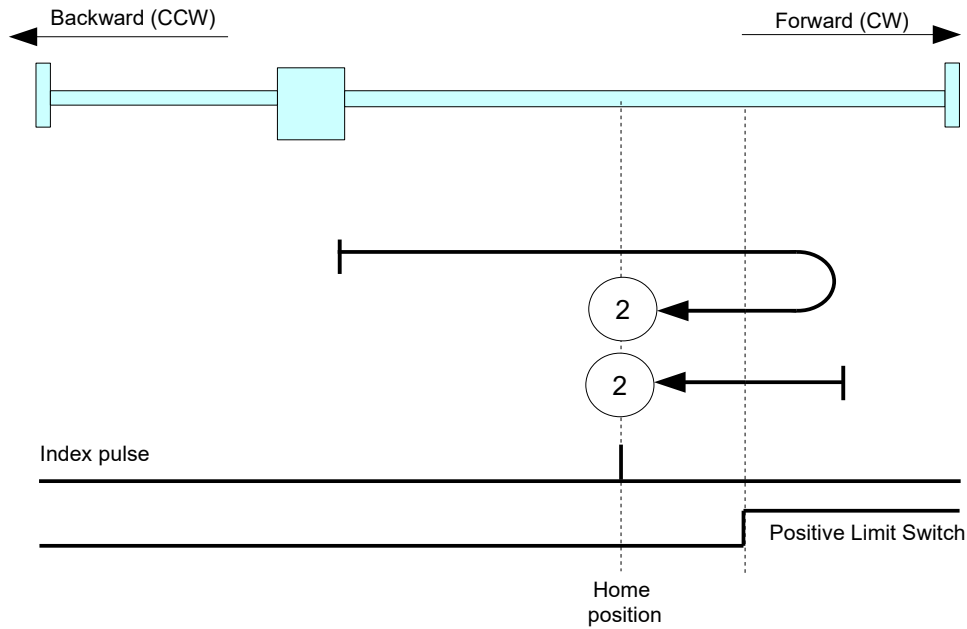 Backward (CCW)
Forward (CW)
2
2
Index pulse
Positive Limit Switch
Home
position